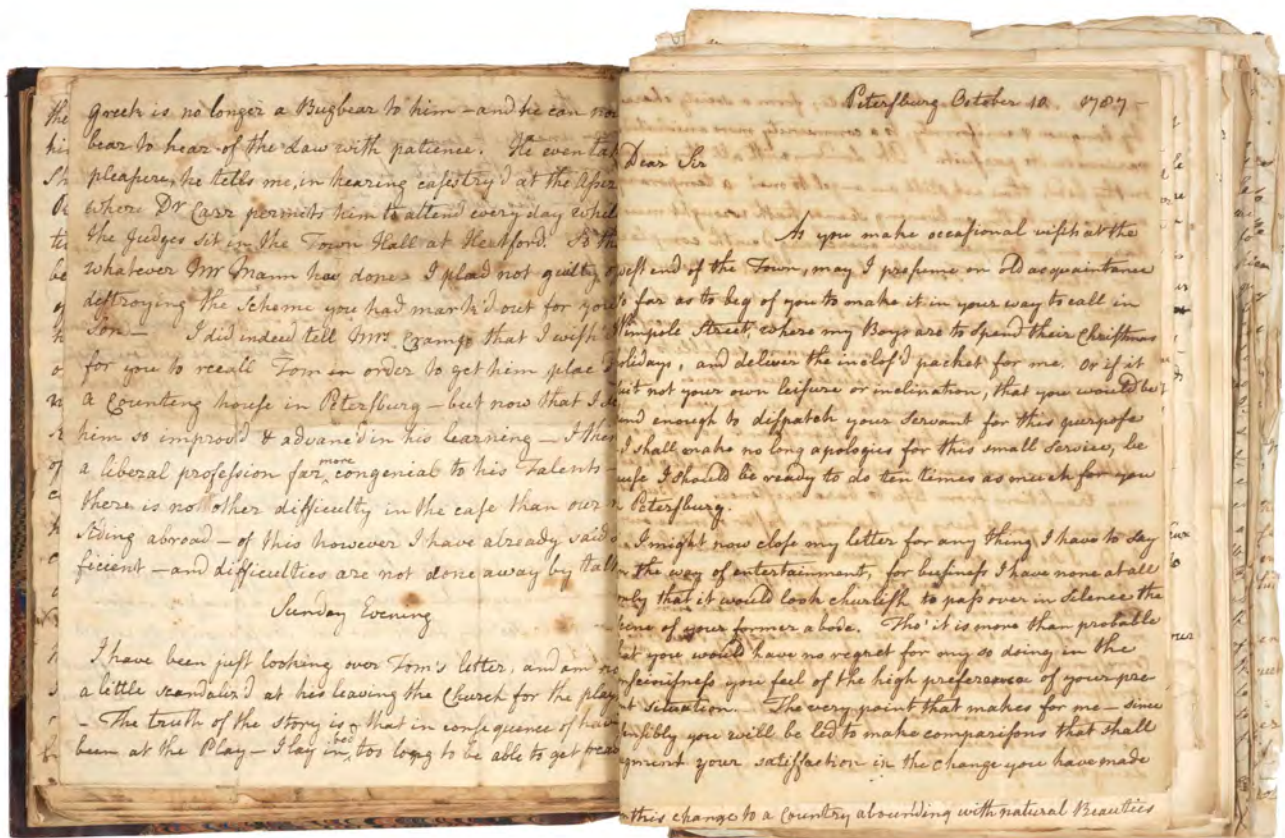 Greek is no longer a Bugbear to him – and he can now
bear to hear of the Law with patience. He even tak
pleasure, he tells me, in hearing cases try'd at the Assiz
where Dr Carr permits him to attend every day whil
the Judges sit in the Town Hall at Hertford. So th
whatever Mr Mann has done I plead not guilty o
destroying the Scheme you had mark'd out for your
Son – I did indeed tell Mrs Cramp that I wish'd
for you to recall Tom in order to get him plac'd
a Counting house in Petersburg – but now that I se
him so improv'd & advanc'd in his learning – I thin
a liberal profession far more congenial to his Talents –
there is no other difficulty in the case than our
siding abroad – of this however I have already said
ficient – and difficulties are not done away by talk
Sunday Evening
I have been just looking over Tom's letter, and am no
a little scandaliz'd at his leaving the Church for the play
– The truth of the story is that in consequence of hav
been at the Play – I lay in bed too long to be able to get
Petersburg October 10 1787
Dear Sir
As you make occasional visits at the
west end of the Town, may I presume on old acquaintance
so far as to beg of you to make it in your way to call in
Wimpole Street, where my Boys are to spend their Christmas
olidays, and deliver the inclos'd packet for me. Or if it
suit not your own leisure or inclination, that you would be
ind enough to dispatch your Servant for this purpose
I shall make no long apologies for this small service, be
ause I should be ready to do ten times as much for you
n Petersburg.
I might now close my letter for any thing I have to say
in the way of entertainment, for business I have none at all
only that it would look churlish to pass over in silence the
scene of your former abode. Tho' it is more than probable
hat you would have no regret for my so doing, in the
onsciousness you feel of the high preference of your pre
nt situation. The very point that makes for me – since
sensibly you will be led to make comparisons that shall
augment your satisfaction in the change you have made
this change to a Country abounding with natural Beauties